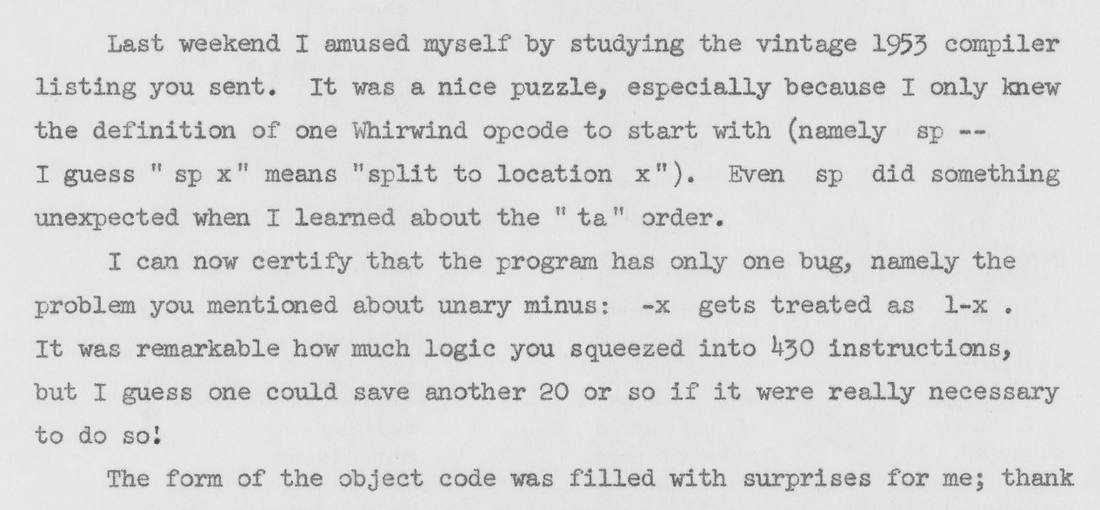 Last weekend I amused myself by studying the vintage 1953 compiler
listing you sent. It was a nice puzzle, especially because I only knew
the definition of one Whirwind opcode to start with (namely sp --
I guess " sp x" means "split to location x"). Even sp did something
unexpected when I learned about the " ta" order.
I can now certify that the program has only one bug, namely the
problem you mentioned about unary minus: -x gets treated as 1-x .
It was remarkable how much logic you squeezed into 430 instructions,
but I guess one could save another 20 or so if it were really necessary
to do so!
The form of the object code was filled with surprises for me; thank